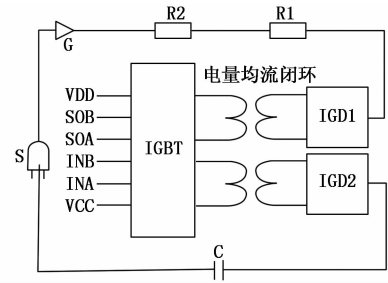 R2
R1
G
电量均流闭环
VDD
SOB
SOA
INB
INA
VCC
IGBT
IGD1
IGD2
S
C